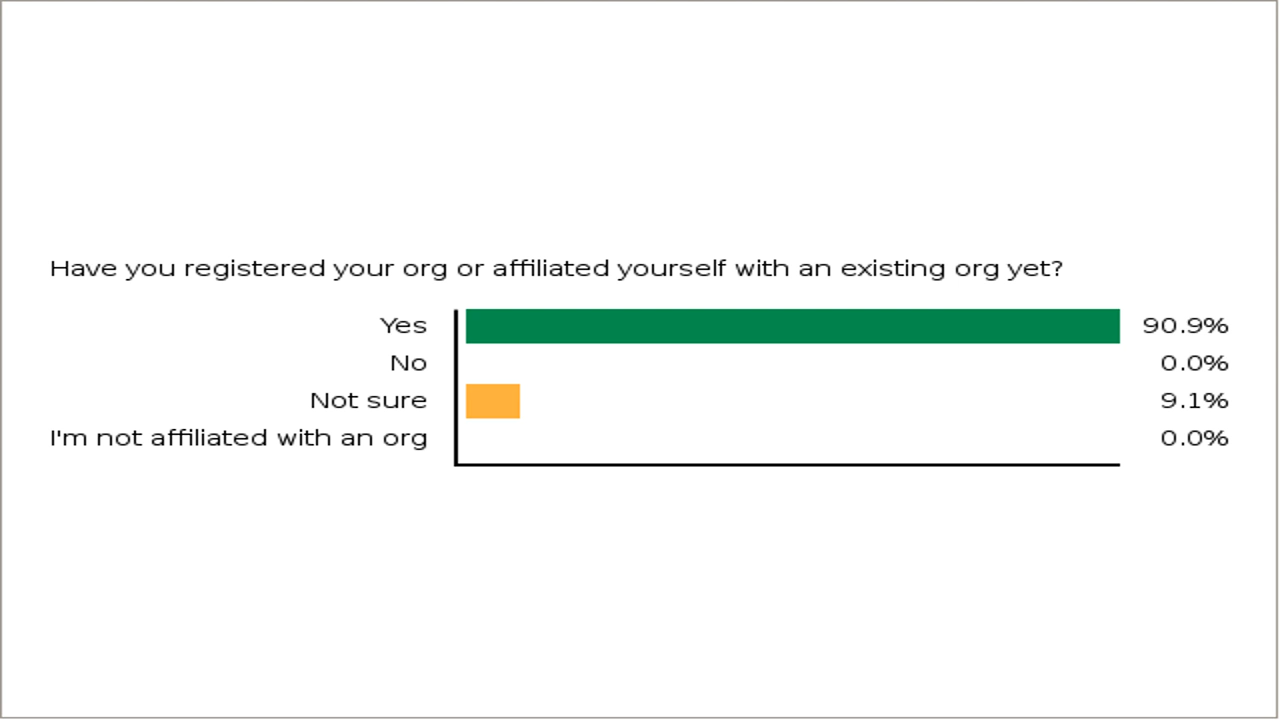 Have you registered your org or affiliated yourself with an existing org yet?
Yes 90.9%
No 0.0%
Not sure 9.1%
I'm not affiliated with an org 0.0%